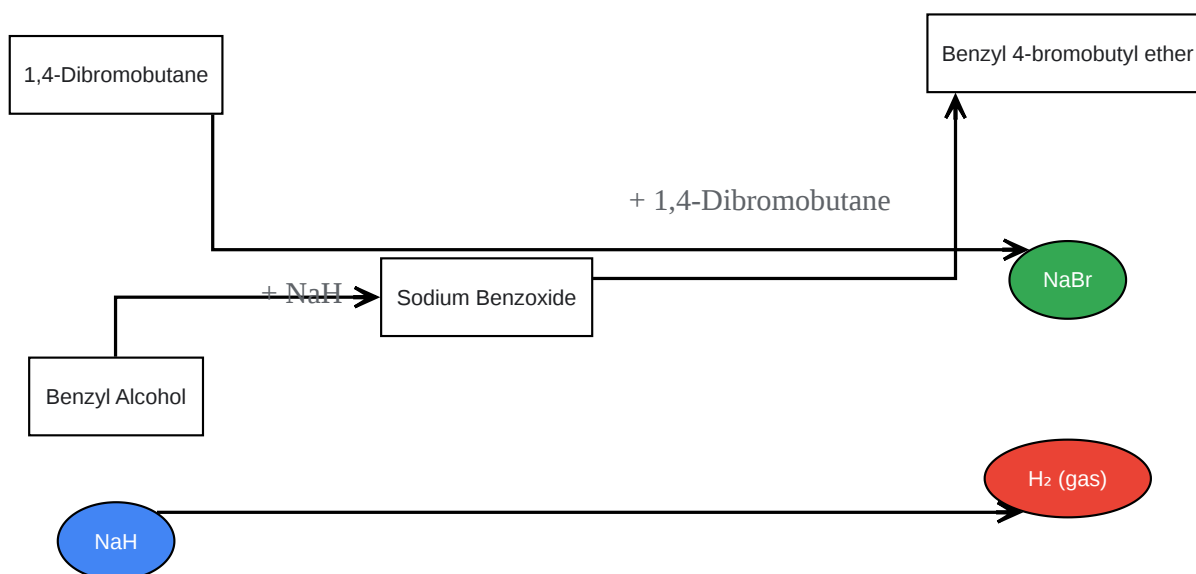 1,4-Dibromobutane
Benzyl 4-bromobutyl ether
+ 1,4-Dibromobutane
+ NaH
Sodium Benzoxide
NaBr
Benzyl Alcohol
H₂ (gas)
NaH